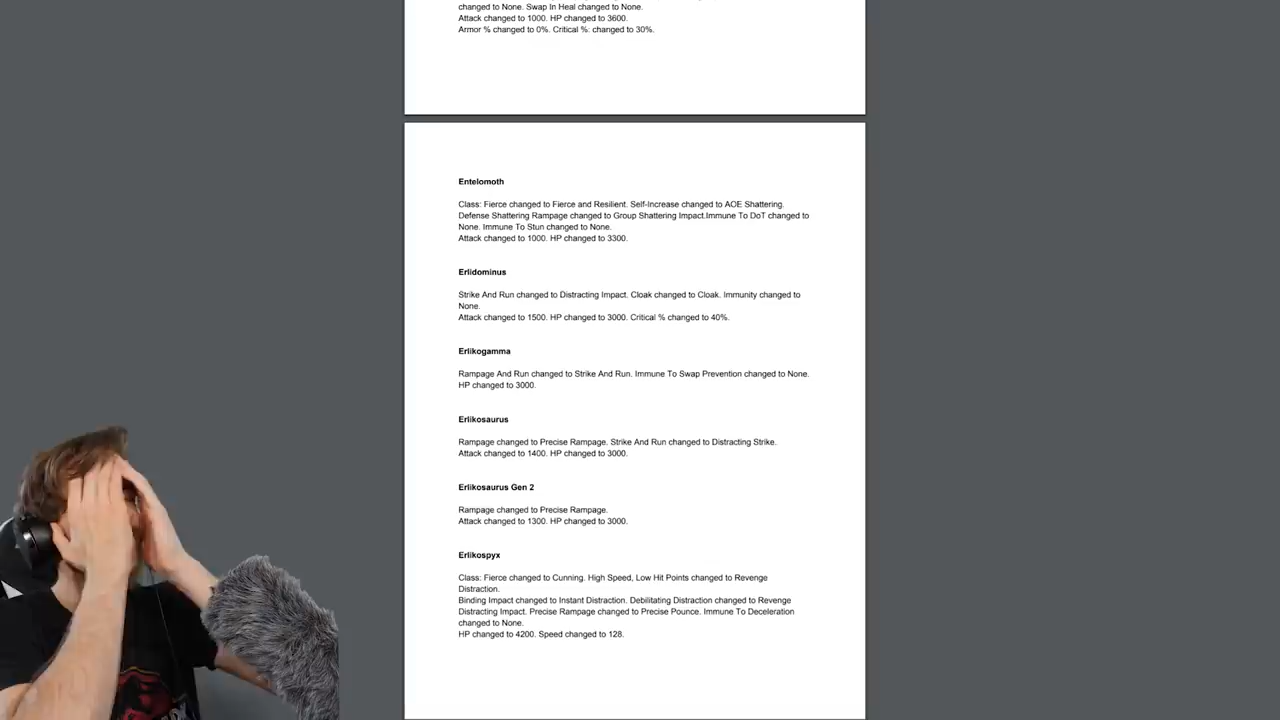 changed to None. Swap In Heal changed to None.
Attack changed to 1000. HP changed to 3600.
Armor % changed to 0%. Critical %: changed to 30%.
Entelomoth
Class: Fierce changed to Fierce and Resilient. Self-Increase changed to AOE Shattering.
Defense Shattering Rampage changed to Group Shattering Impact.Immune To DoT changed to
None. Immune To Stun changed to None.
Attack changed to 1000. HP changed to 3300.
Erlidominus
Strike And Run changed to Distracting Impact. Cloak changed to Cloak. Immunity changed to
None.
Attack changed to 1500. HP changed to 3000. Critical % changed to 40%.
Erlikogamma
Rampage And Run changed to Strike And Run. Immune To Swap Prevention changed to None.
HP changed to 3000.
Erlikosaurus
Rampage changed to Precise Rampage. Strike And Run changed to Distracting Strike.
Attack changed to 1400. HP changed to 3000.
Erlikosaurus Gen 2
Rampage changed to Precise Rampage.
Attack changed to 1300. HP changed to 3000.
Erlikospyx
Class: Fierce changed to Cunning. High Speed, Low Hit Points changed to Revenge
Distraction.
Binding Impact changed to Instant Distraction. Debilitating Distraction changed to Revenge
Distracting Impact. Precise Rampage changed to Precise Pounce. Immune To Deceleration
changed to None.
HP changed to 4200. Speed changed to 128.